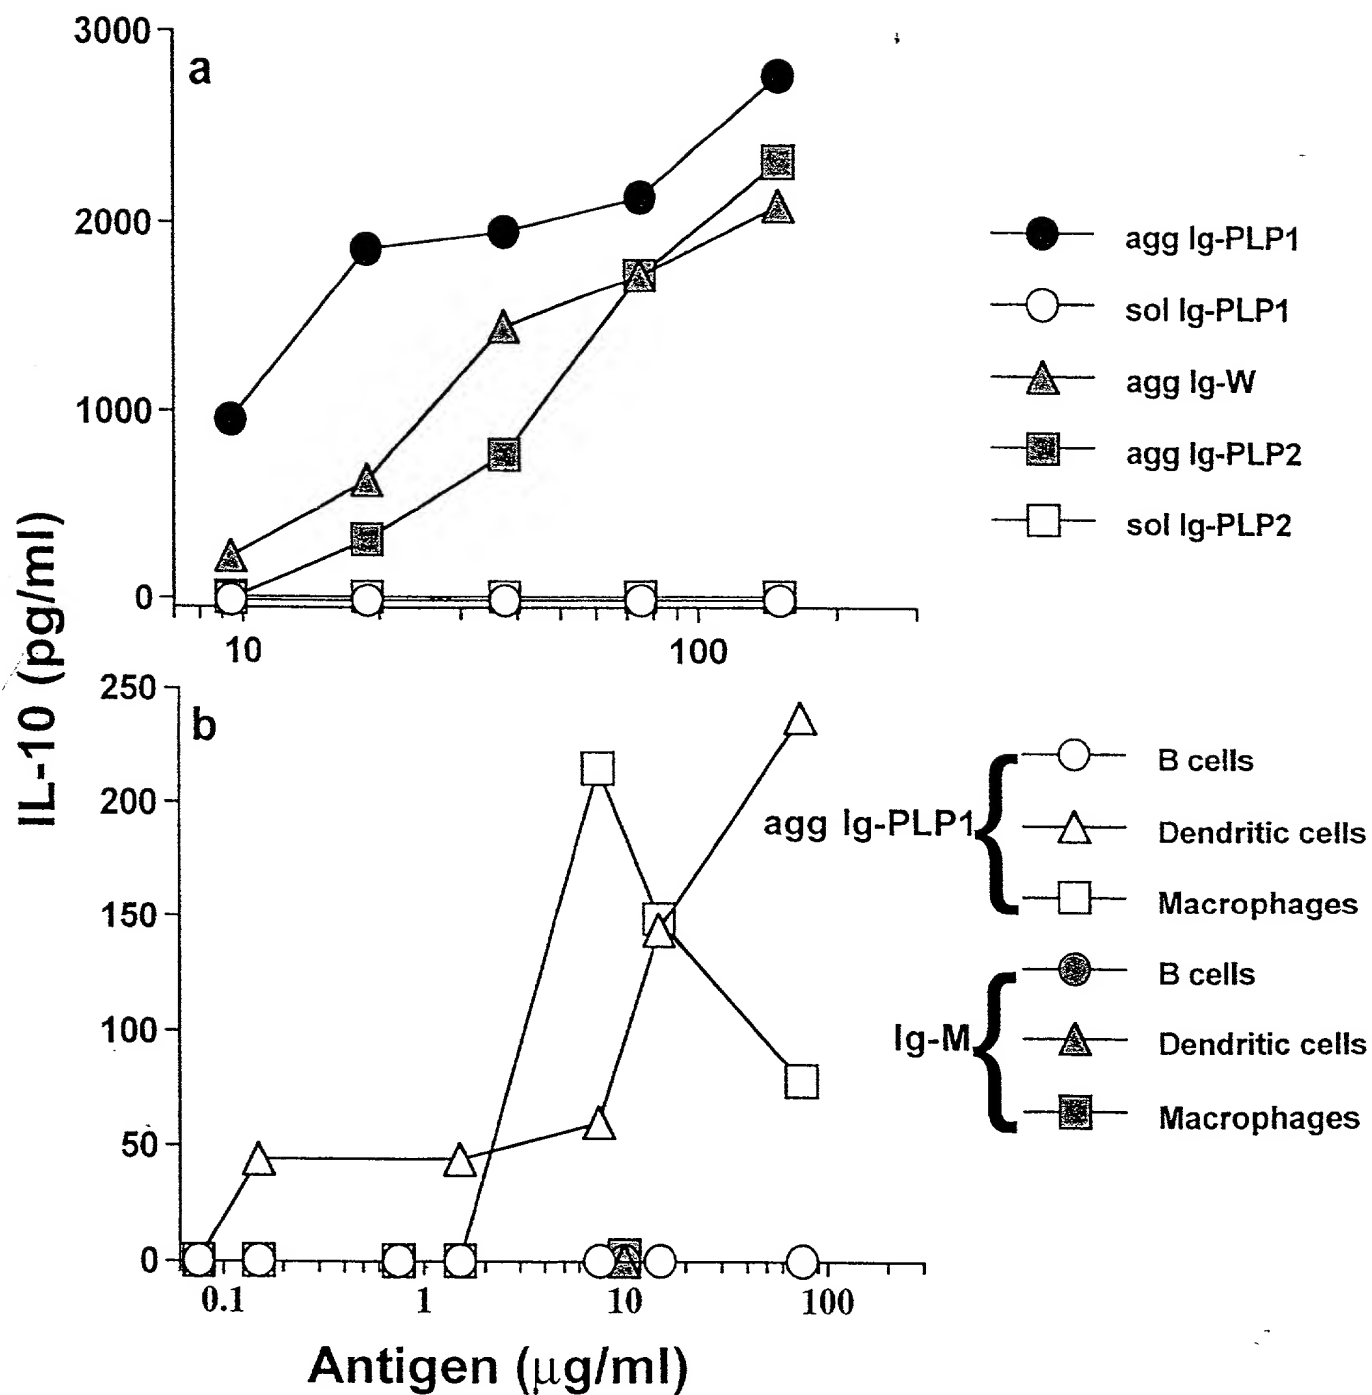 3000
a
2000
1000
0
10
100
agg Ig-PLP1
sol Ig-PLP1
agg Ig-W
agg Ig-PLP2
sol Ig-PLP2
IL-10 (pg/ml)
250
b
200
150
100
50
0
0.1
1
10
100
agg Ig-PLP1
B cells
Dendritic cells
Macrophages
Ig-M
B cells
Dendritic cells
Macrophages
Antigen (μg/ml)